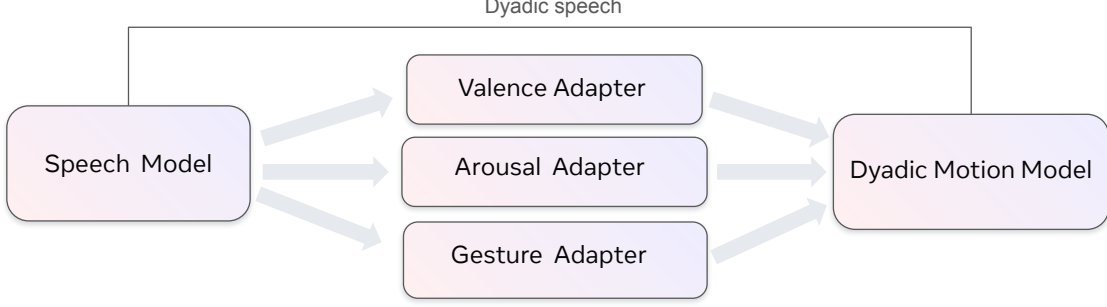 Dyadic speech
Valence Adapter
Speech Model
Arousal Adapter
Dyadic Motion Model
Gesture Adapter